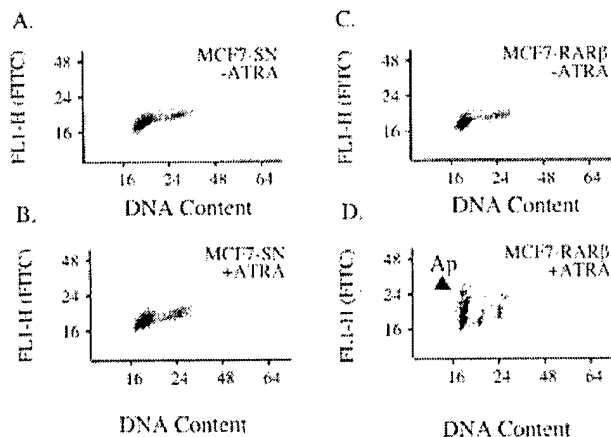 A.
MCF7-SN
-ATRA
FL1-H (FITC)
48
24
16
16 24 48 64
DNA Content
B.
MCF7-SN
+ATRA
FL1-H (FITC)
48
24
16
16 24 48 64
DNA Content
C.
MCF7-RARβ
-ATRA
FL1-H (FITC)
48
24
16
16 24 48 64
DNA Content
D.
MCF7-RARβ
+ATRA
Ap
FL1-H (FITC)
48
24
16
16 24 48 64
DNA Content